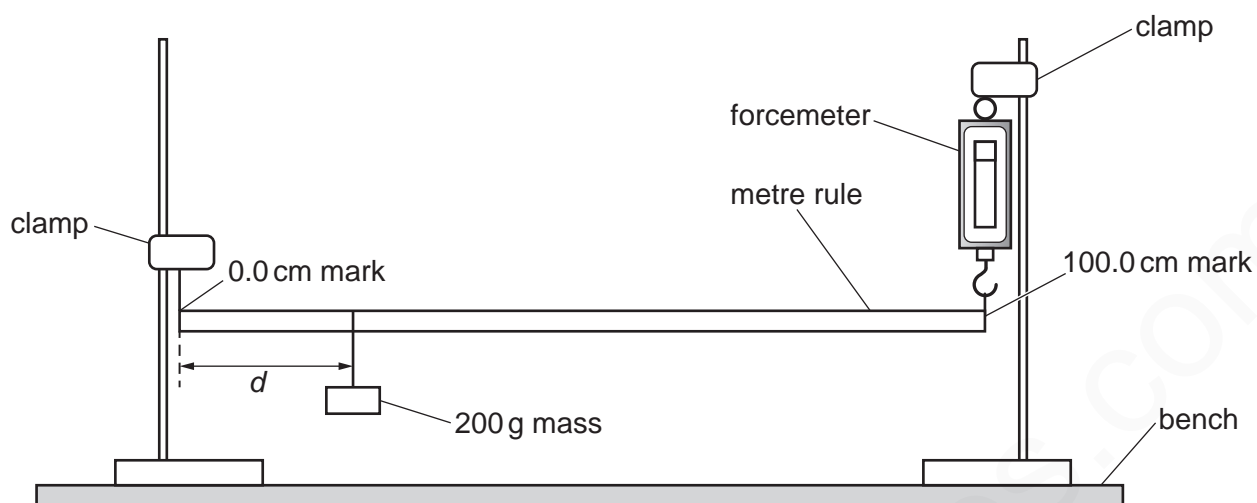 clamp
forcemeter
metre rule
clamp
0.0 cm mark
100.0 cm mark
d
200 g mass
bench